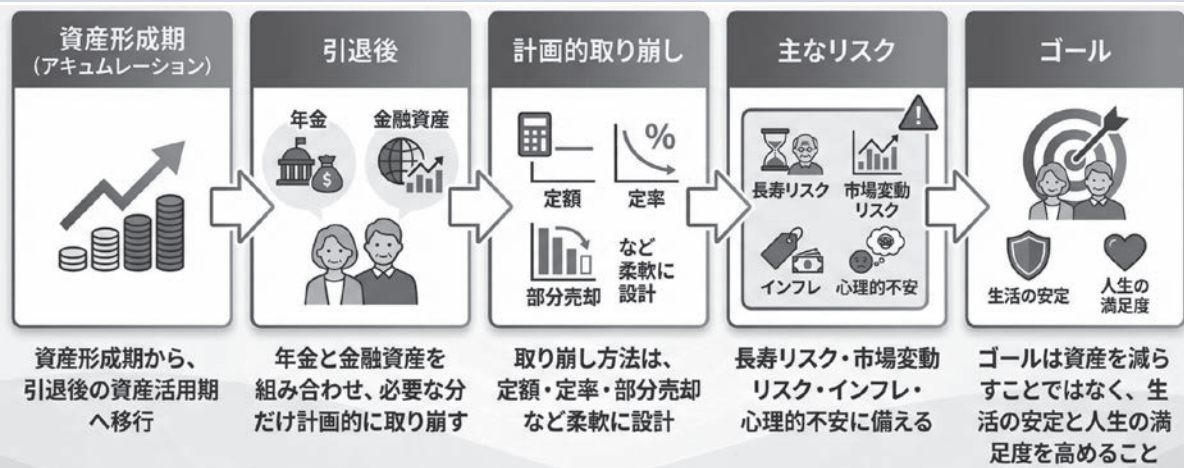 資産形成期
(アキュムレーション)
資産形成期から、
引退後の資産活用期
へ移行
引退後
年金
金融資産
$
年金と金融資産を
組み合わせ、必要な分
だけ計画的に取り崩す
計画的取り崩し
%
定額
定率
部分売却
など
柔軟に
設計
取り崩し方法は、
定額・定率・部分売却
など柔軟に設計
主なリスク
!
長寿リスク
市場変動
リスク
インフレ
心理的不安
長寿リスク・市場変動
リスク・インフレ・
心理的不安に備える
ゴール
生活の安定
人生の
満足度
ゴールは資産を減ら
すことではなく、生
活の安定と人生の満
足度を高めること